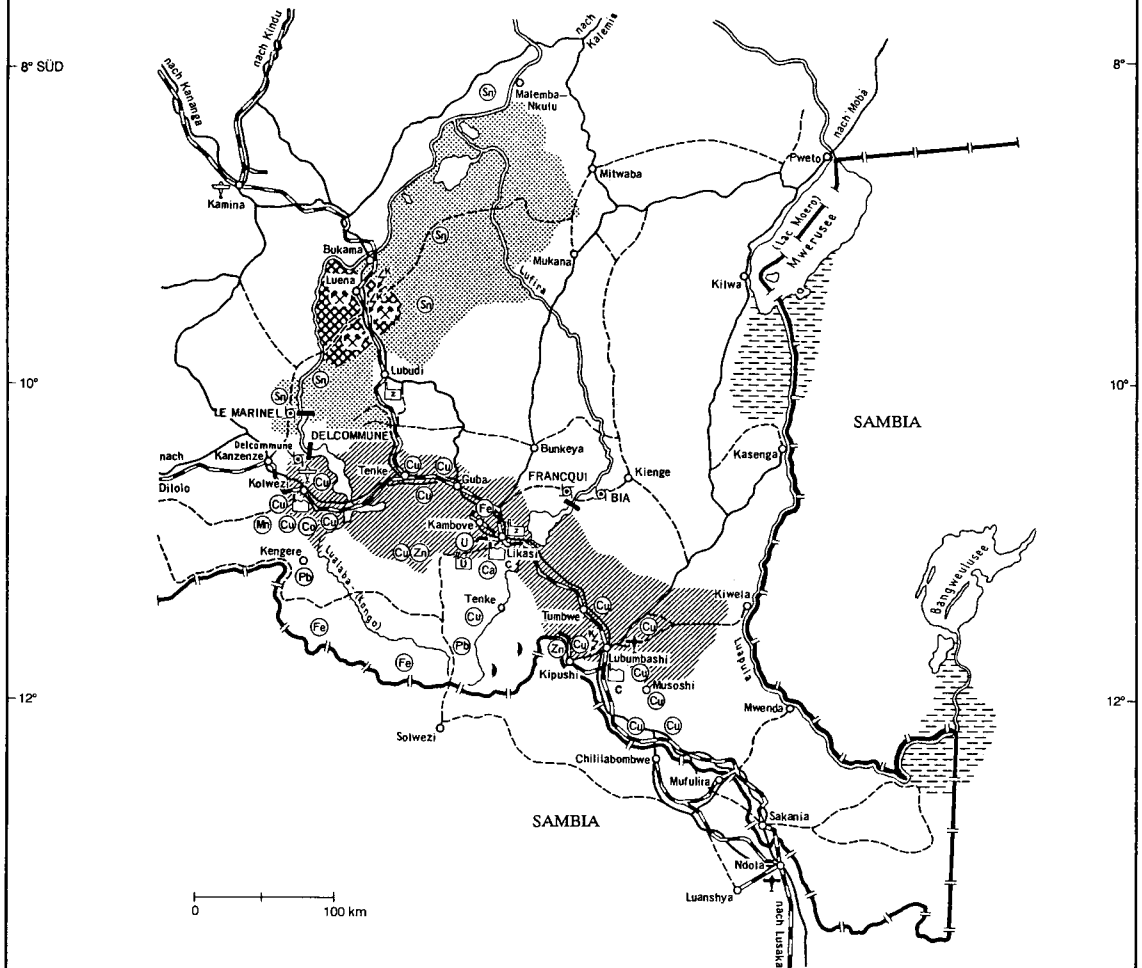 nach Kindu
nach Kalemie
8° SÜD
8°
nach Kananga
Sn
Malemba-
Nkulu
nach Moba
Pweto
Mitwaba
Kamina
(Lac Moero)
Mwerusee
Sn
Bukama
Mukana
K
Luena
Lufira
Kilwa
Sn
10°
Lubudi
10°
Sn
Sn
z
LE MARINEL
SAMBIA
DELCOMMUNE
Delcommune
nach
Kanzenze
Bunkeya
Kasenga
Dilolo
Kolwezi
Cu
Tenke
Cu
Cu
Cu
Guba
FRANCQUI
Kienge
BIA
Cu
Fe
Mn
Cu
Co
Cu
Kambove
z
U
Likasi
Cu
Zn
Kengere
U
Ca
C
Pb
Lualaba-(Kongo)
Tenke
Cu
Bangweulusee
Kiwela
Tumbwe
Cu
Fe
Cu
Pb
K
Zn
Cu
Luapula
Fe
Lubumbashi
Kipushi
Cu
C
Musoshi
Cu
12°
Mwenda
12°
Cu
Cu
Solwezi
Chililabombwe
Mufulira
SAMBIA
Sakania
Ndola
Luanshya
0
100 km
nach Lusaka